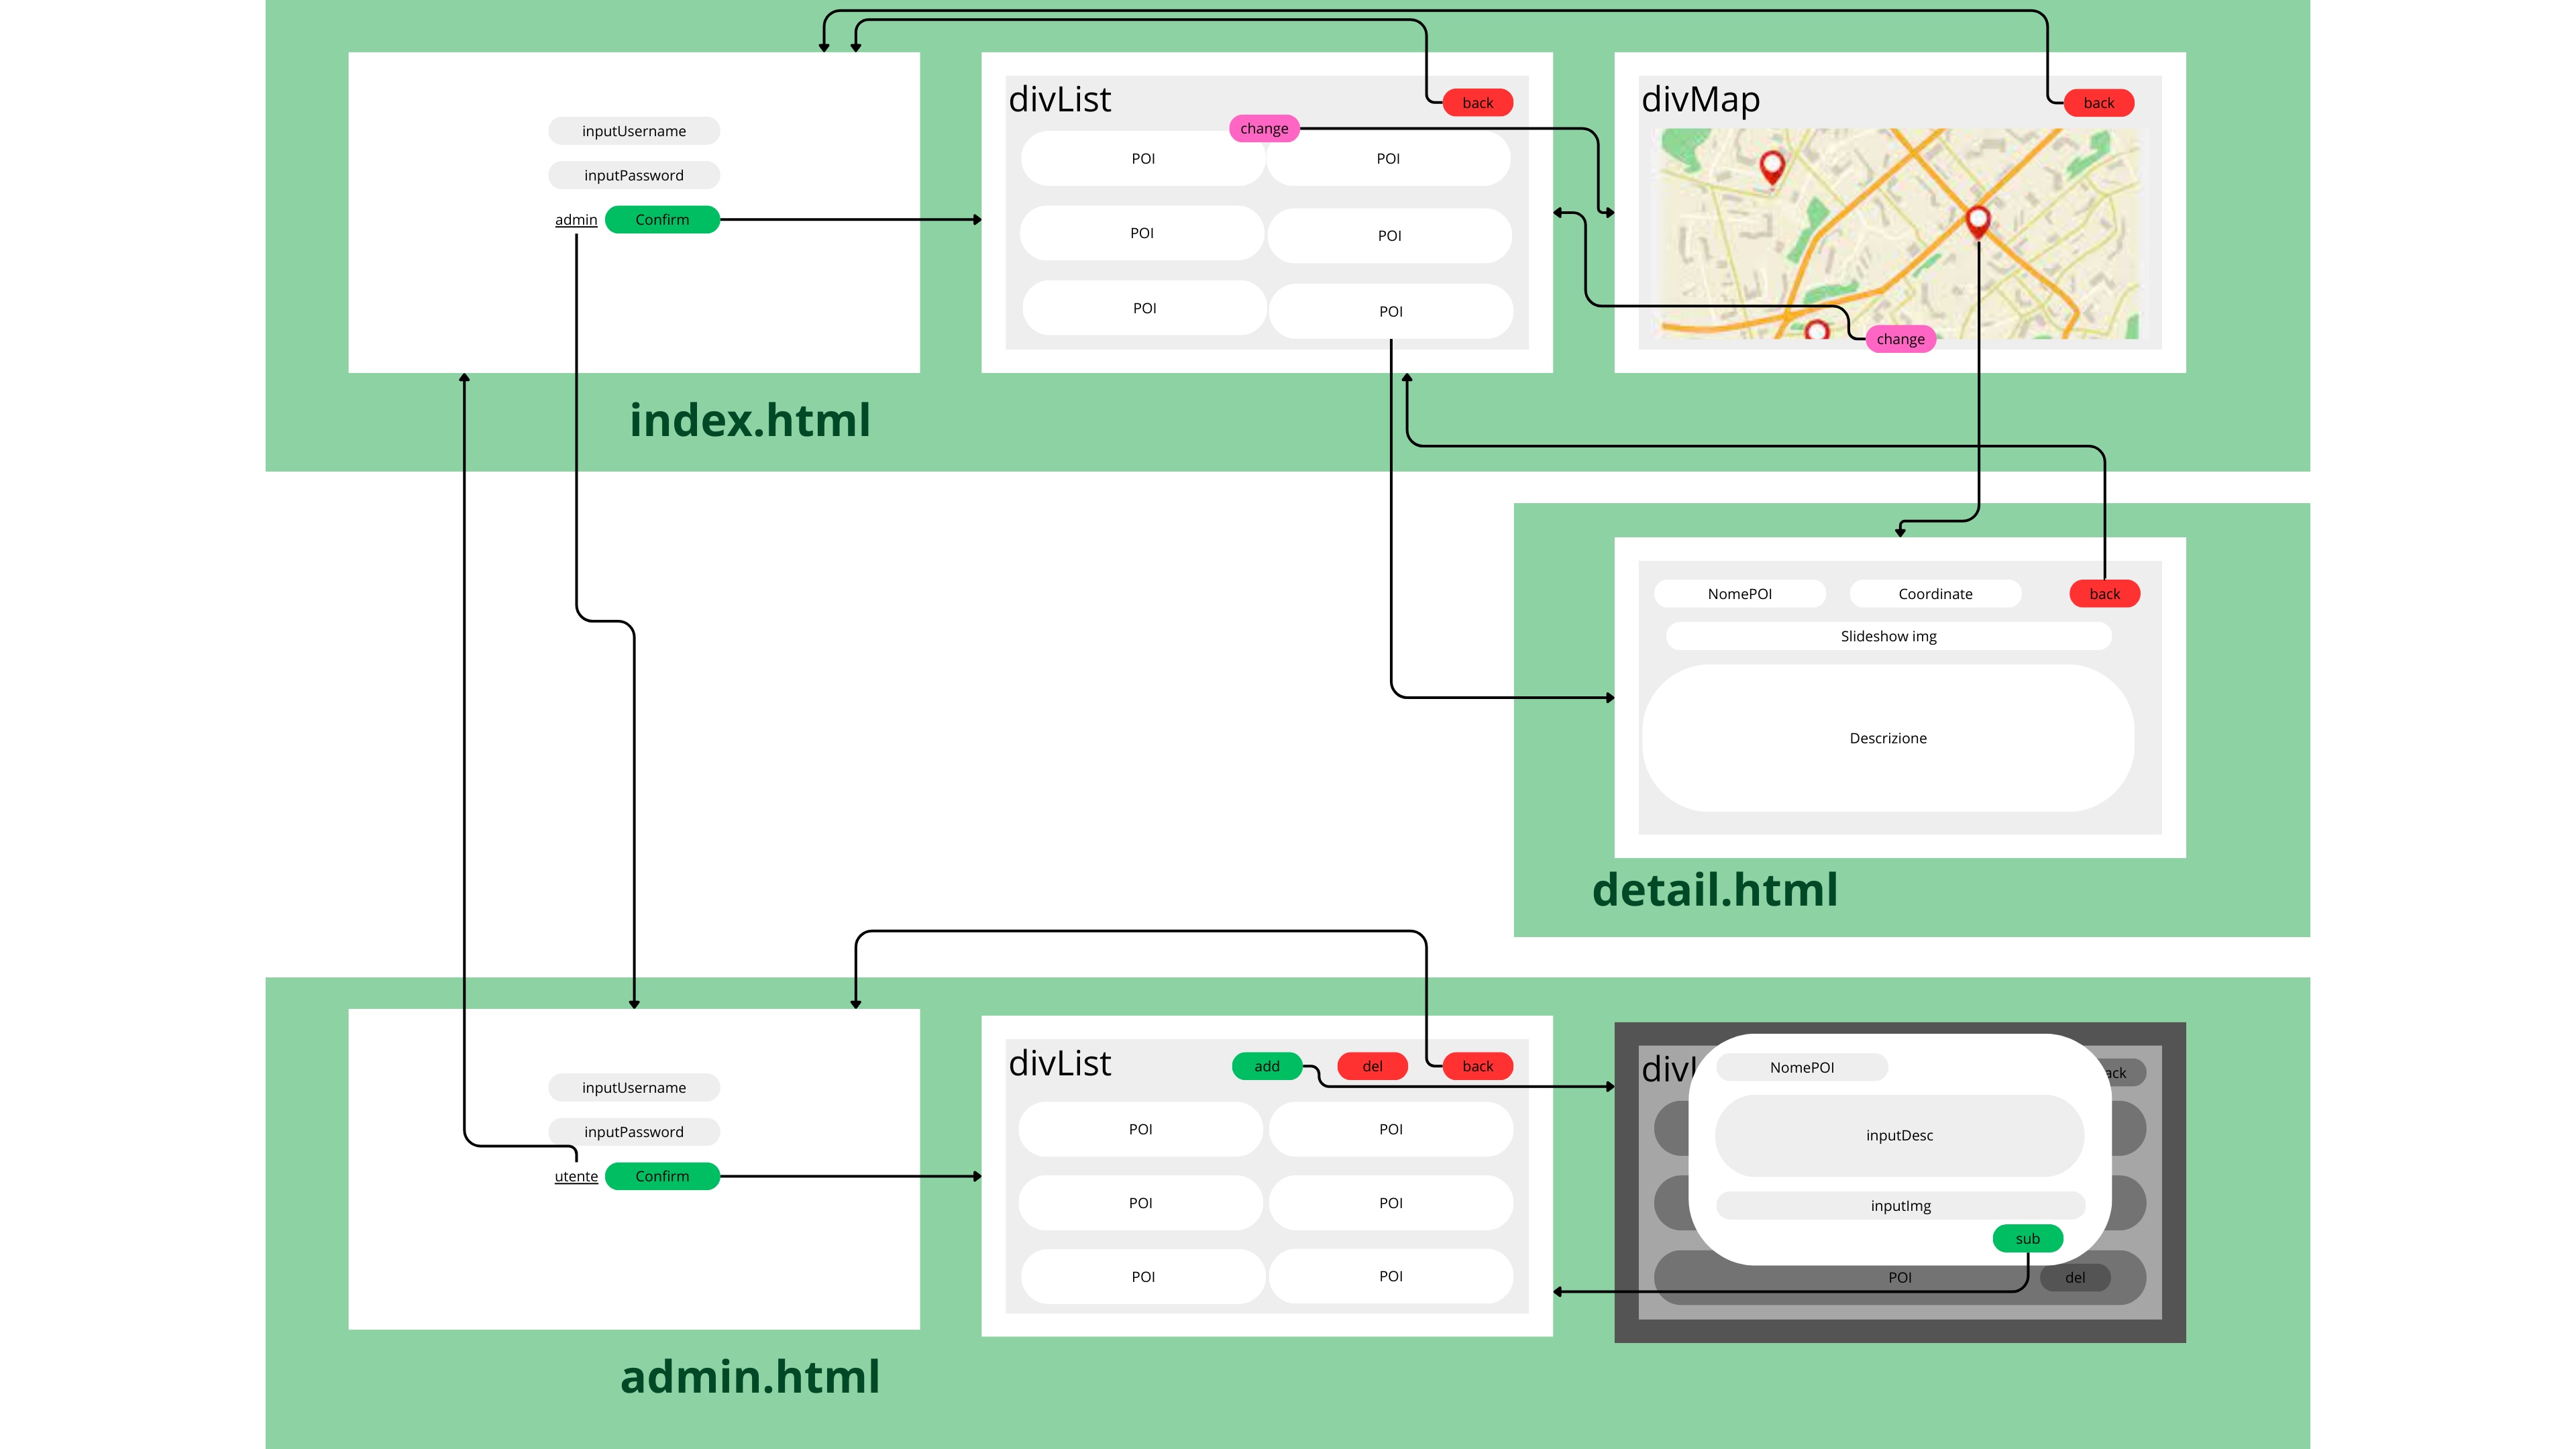 inputUsername
inputPassword
admin
Confirm
divList
back
change
POI
POI
POI
POI
POI
POI
divMap
back
change
index.html
NomePOI
Coordinate
back
Slideshow img
Descrizione
detail.html
inputUsername
inputPassword
utente
Confirm
divList
add
del
back
POI
POI
POI
POI
POI
POI
NomePOI
inputDesc
inputImg
sub
POI
del
admin.html